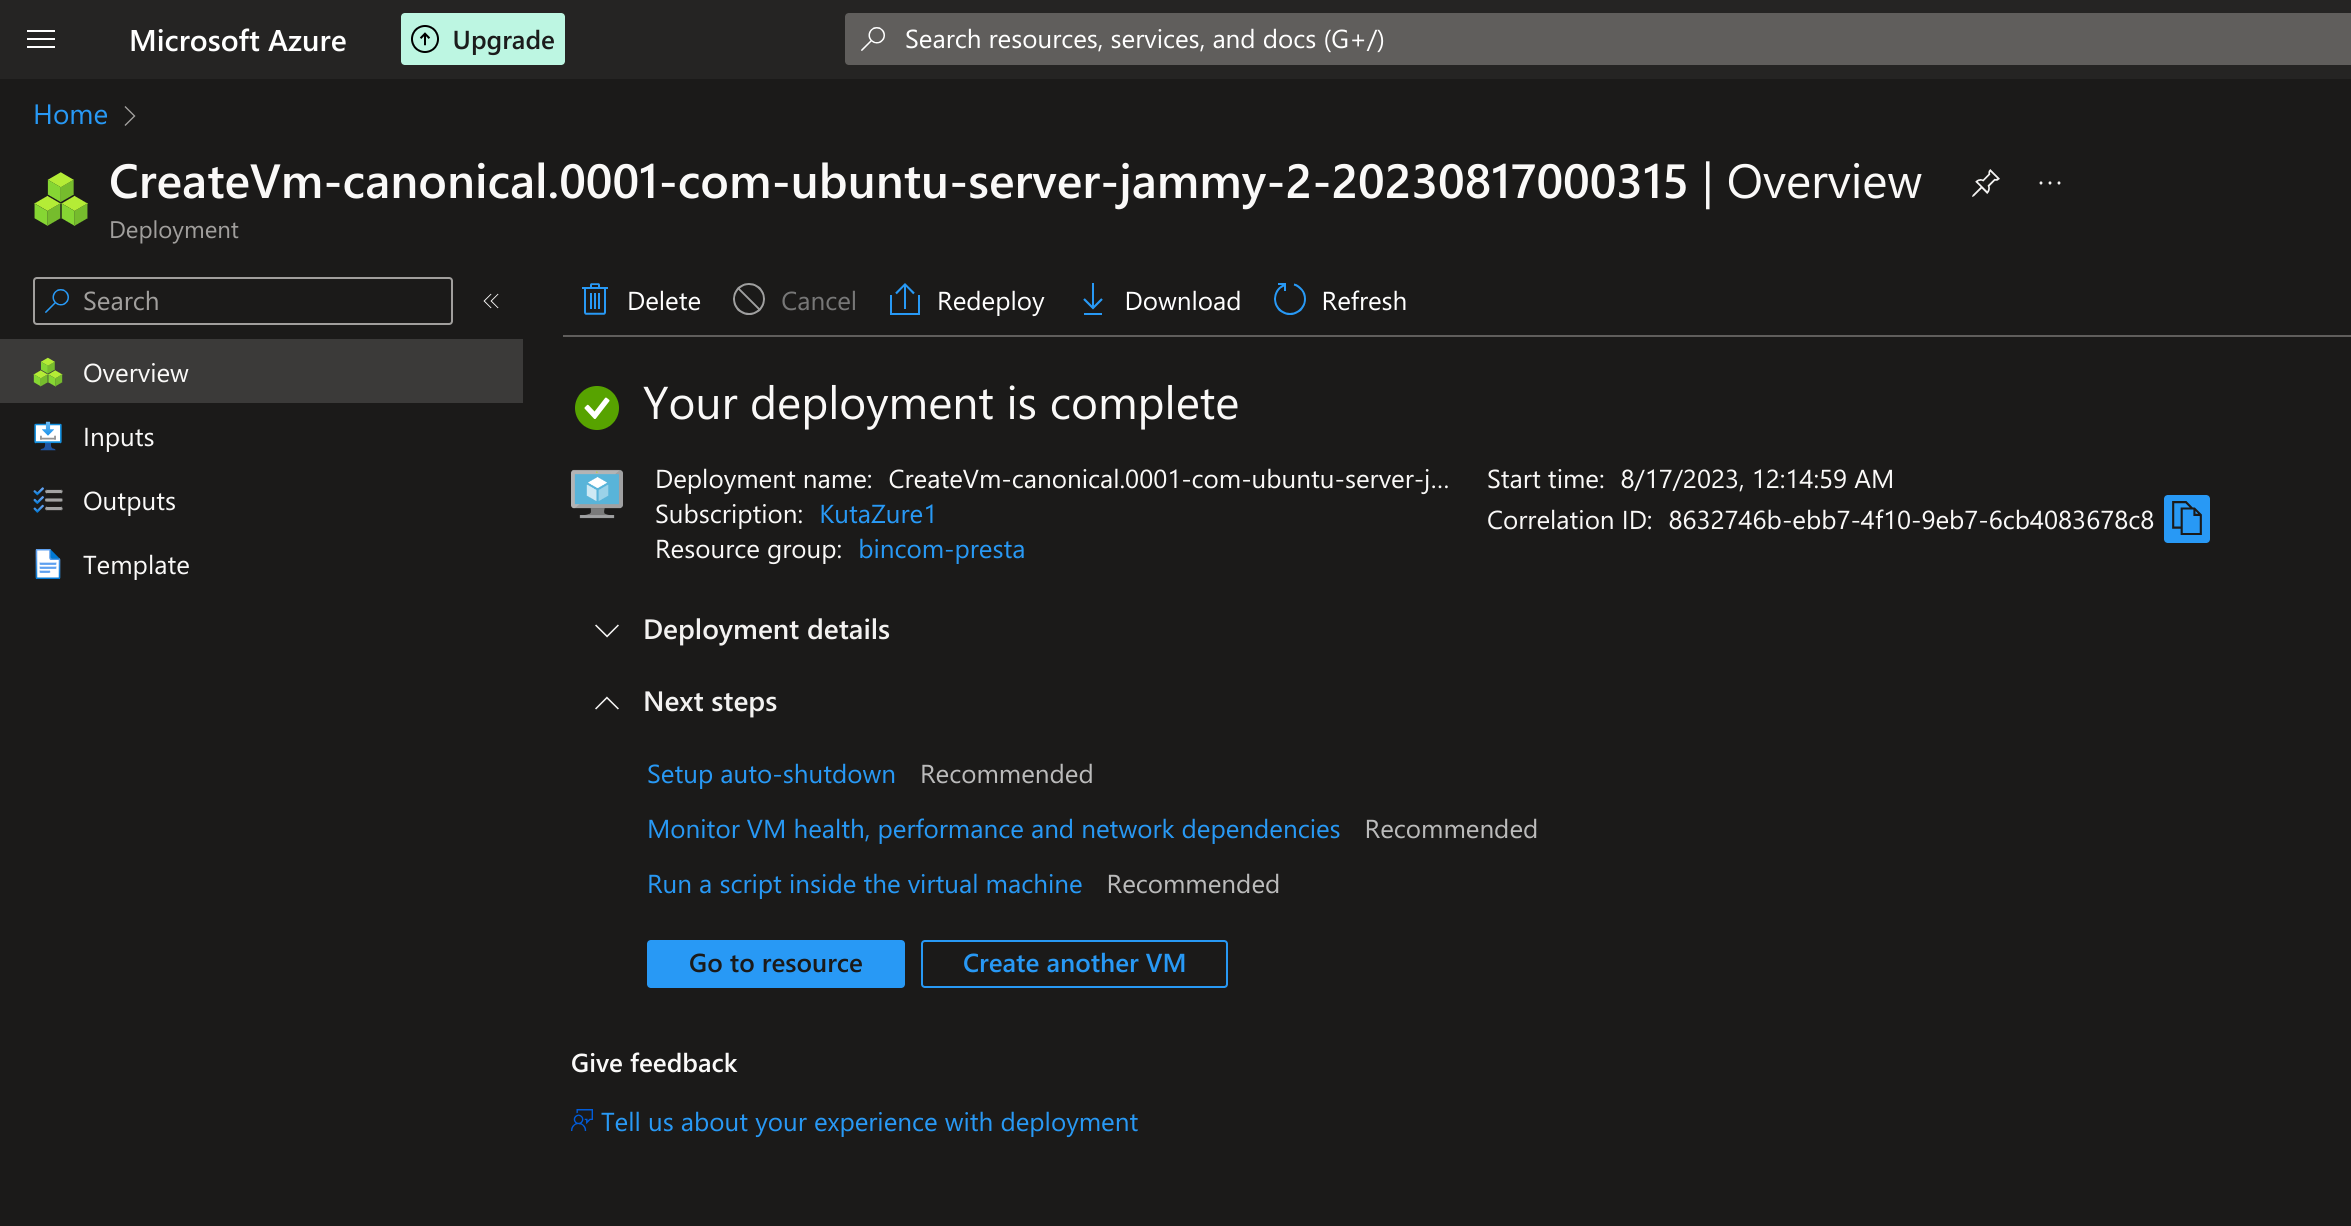 Microsoft Azure
Upgrade
Search resources, services, and docs (G+/)
Home
CreateVm-canonical.0001-com-ubuntu-server-jammy-2-20230817000315 | Overview
Deployment
Search
Delete
Cancel
Redeploy
Download
Refresh
Overview
Inputs
Outputs
Template
Your deployment is complete
Deployment name: CreateVm-canonical.0001-com-ubuntu-server-j...
Subscription: KutaZure1
Resource group: bincom-presta
Start time: 8/17/2023, 12:14:59 AM
Correlation ID: 8632746b-ebb7-4f10-9eb7-6cb4083678c8
Deployment details
Next steps
Setup auto-shutdown Recommended
Monitor VM health, performance and network dependencies Recommended
Run a script inside the virtual machine Recommended
Go to resource
Create another VM
Give feedback
Tell us about your experience with deployment